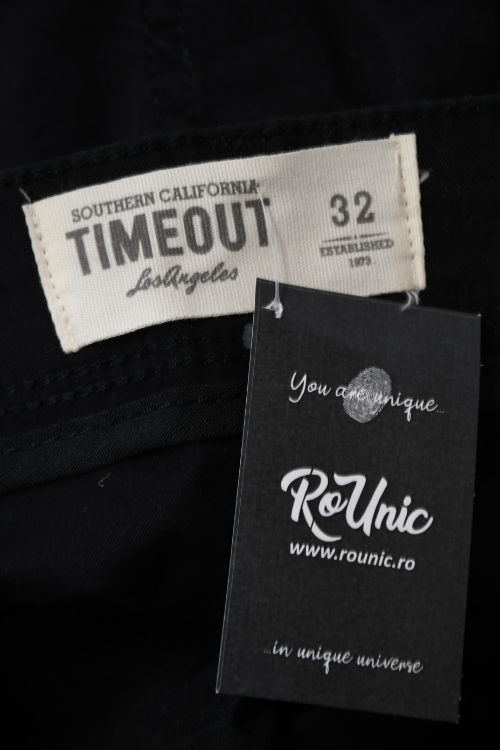 SOUTHERN CALIFORNIA
TIMEOUT
LosAngeles
32
ESTABLISHED
1973
You are unique...
RoUnic
www.rounic.ro
...in unique universe